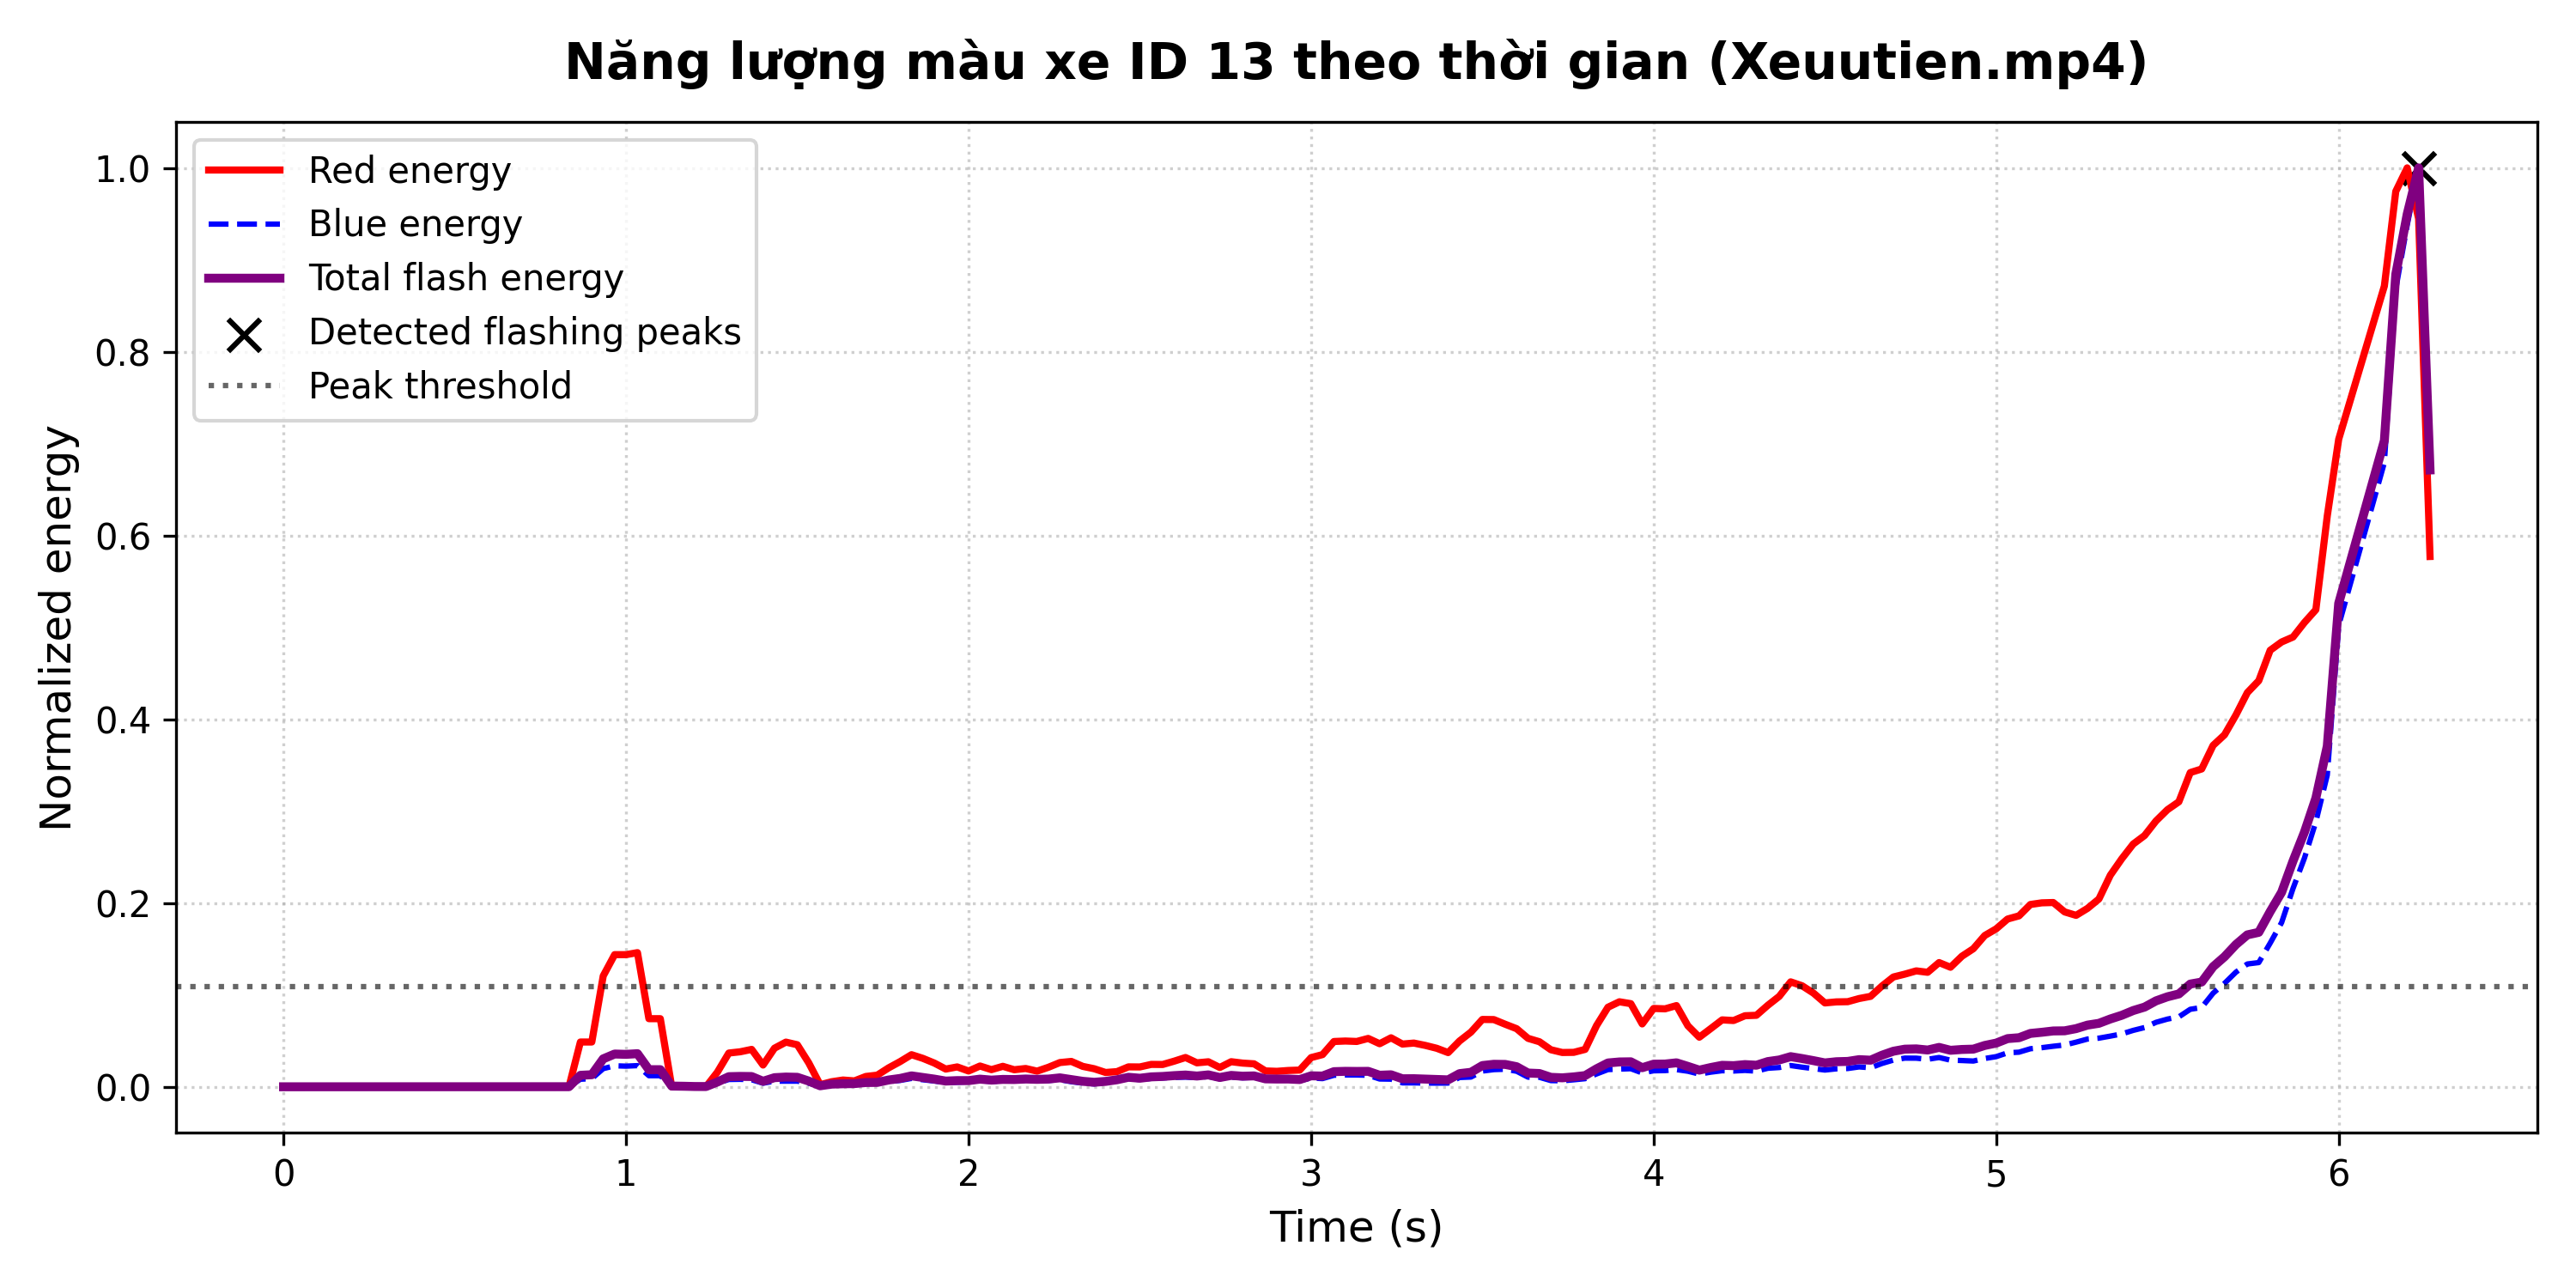 Năng lượng màu xe ID 13 theo thời gian (Xeuutien.mp4)
Red energy
Blue energy
Total flash energy
Detected flashing peaks
Peak threshold
Normalized energy
1.0
0.8
0.6
0.4
0.2
0.0
0 1 2 3 4 5 6
Time (s)